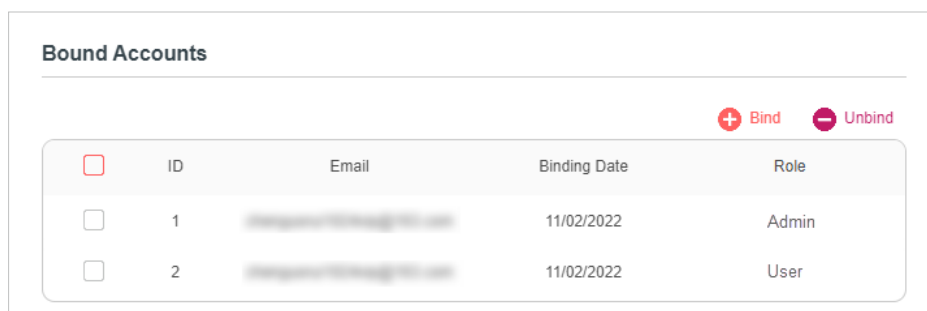 Bound Accounts
Bind Unbind
ID Email Binding Date Role
1 11/02/2022 Admin
2 11/02/2022 User